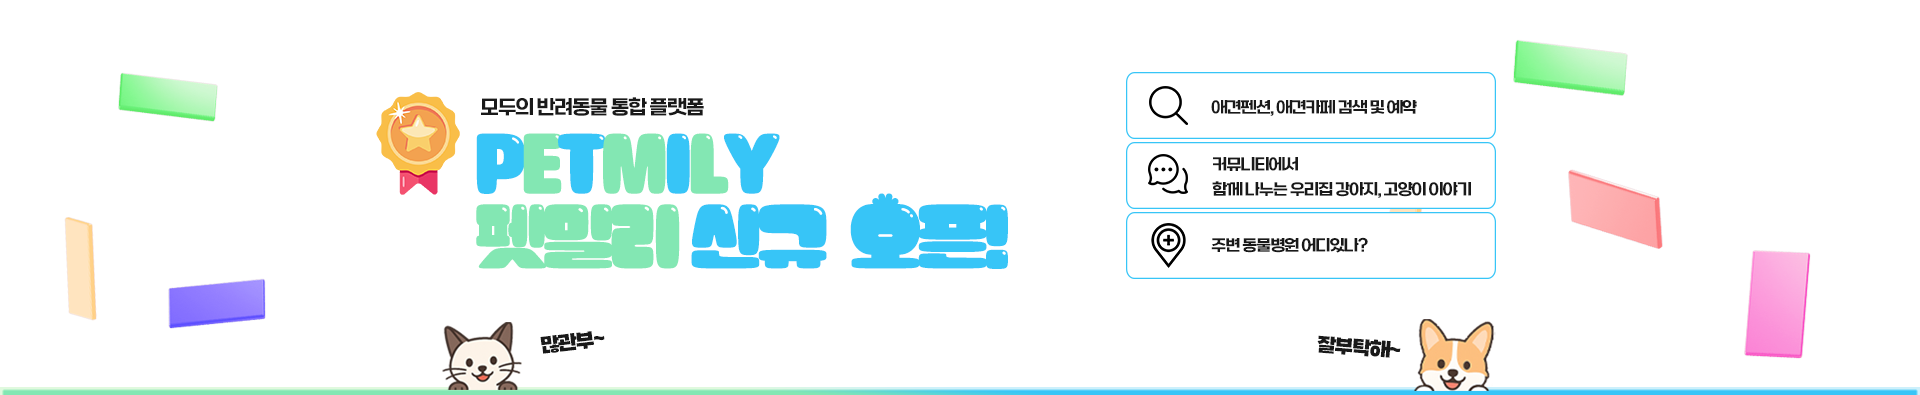 모두의 반려동물 통합 플랫폼
PETMILY
펫밀리 신규 오픈!
애견펜션, 애견카페 검색 및 예약
커뮤니티에서
함께 나누는 우리집 강아지, 고양이 이야기
주변 동물병원 어디있나?
많관부~
잘부탁해~